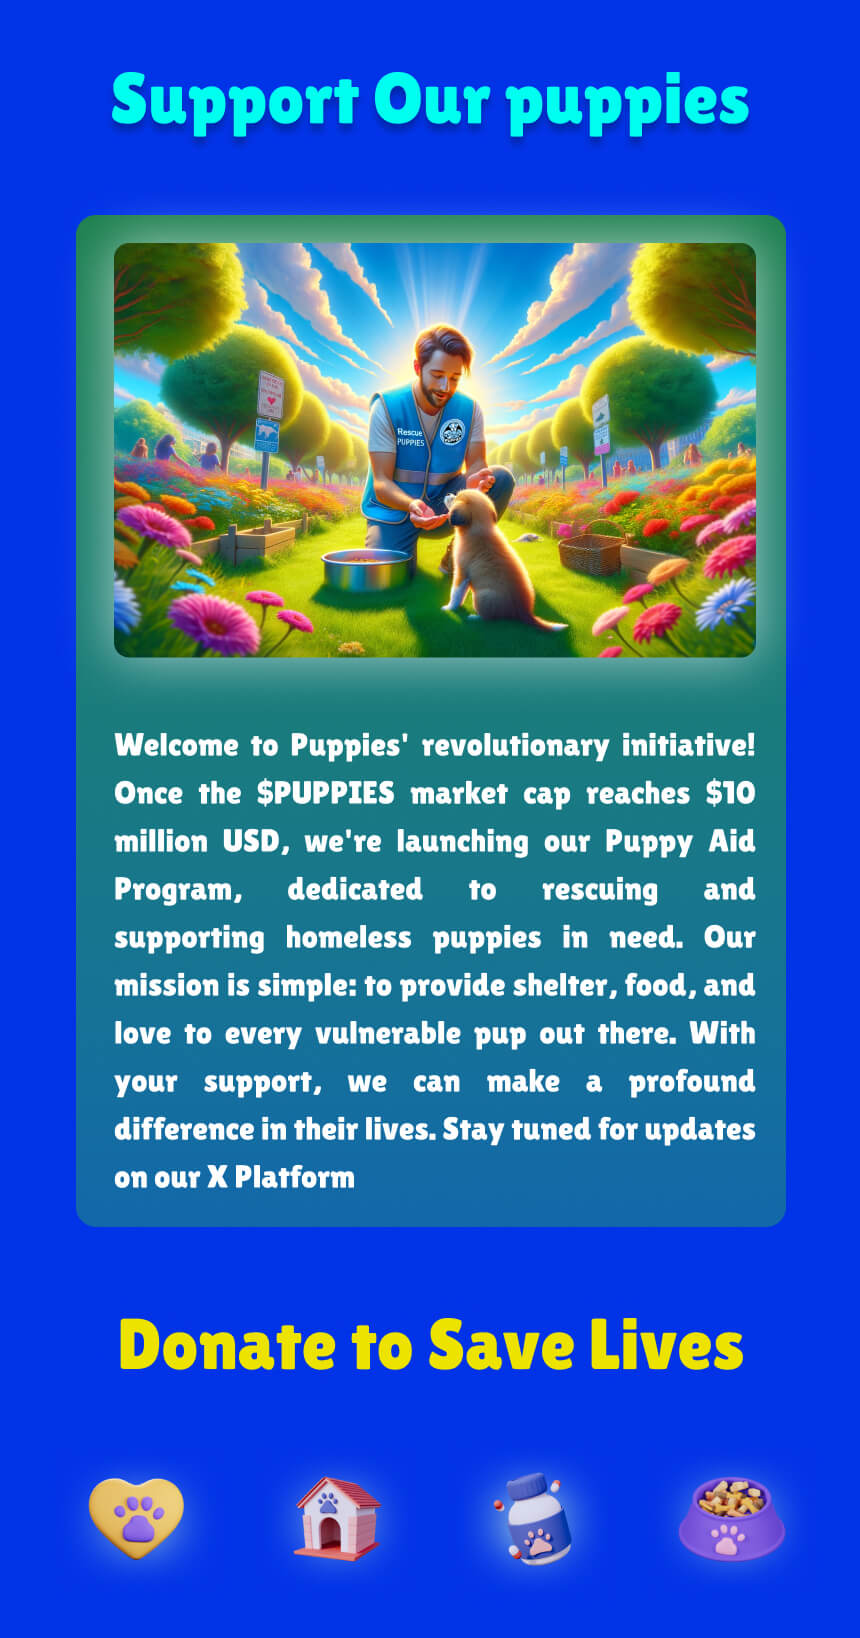 Support Our puppies
Rescue
PUPPIES
Welcome to Puppies' revolutionary initiative!
Once the $PUPPIES market cap reaches $10
million USD, we're launching our Puppy Aid
Program, dedicated to rescuing and
supporting homeless puppies in need. Our
mission is simple: to provide shelter, food, and
love to every vulnerable pup out there. With
your support, we can make a profound
difference in their lives. Stay tuned for updates
on our X Platform
Donate to Save Lives